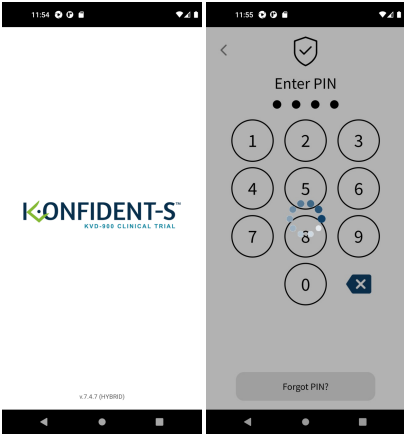 11:54
KONFIDENT-S™
KVD-900 CLINICAL TRIAL
v.7.4.7 (HYBRID)
11:55
Enter PIN
1 2 3
4 5 6
7 8 9
0
Forgot PIN?